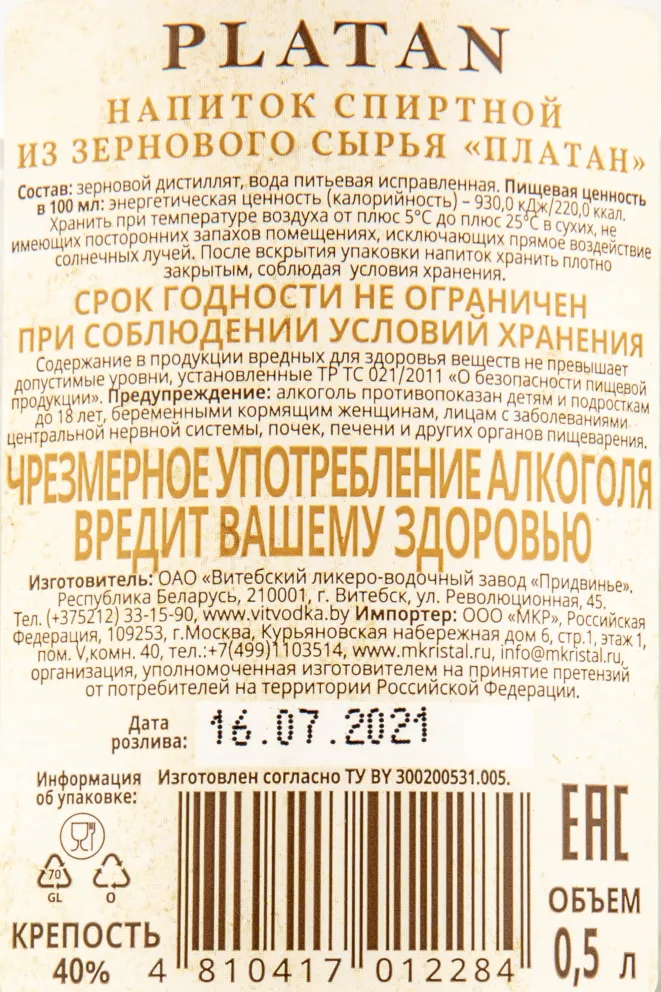 PLATAN
НАПИТОК СПИРТНОЙ
ИЗ ЗЕРНОВОГО СЫРЬЯ «ПЛАТАН»
Состав: зерновой дистиллят, вода питьевая исправленная. Пищевая ценность
в 100 мл: энергетическая ценность (калорийность) – 930,0 кДж/220,0 ккал.
Хранить при температуре воздуха от плюс 5°С до плюс 25°С в сухих, не
имеющих посторонних запахов помещениях, исключающих прямое воздействие
солнечных лучей. После вскрытия упаковки напиток хранить плотно
закрытым, соблюдая условия хранения.
СРОК ГОДНОСТИ НЕ ОГРАНИЧЕН
ПРИ СОБЛЮДЕНИИ УСЛОВИЙ ХРАНЕНИЯ
Содержание в продукции вредных для здоровья веществ не превышает
допустимые уровни, установленные ТР ТС 021/2011 «О безопасности пищевой
продукции». Предупреждение: алкоголь противопоказан детям и подросткам
до 18 лет, беременными кормящим женщинам, лицам с заболеваниями
центральной нервной системы, почек, печени и других органов пищеварения.
ЧРЕЗМЕРНОЕ УПОТРЕБЛЕНИЕ АЛКОГОЛЯ
ВРЕДИТ ВАШЕМУ ЗДОРОВЬЮ
Изготовитель: ОАО «Витебский ликеро-водочный завод «Придвинье».
Республика Беларусь, 210001, г. Витебск, ул. Революционная, 45.
Тел. (+375212) 33-15-90, www.vitvodka.by Импортер: ООО «МКР», Российская
Федерация, 109253, г.Москва, Курьяновская набережная дом 6, стр.1, этаж 1,
пом. V,комн. 40, тел.:+7(499)1103514, www.mkristal.ru, info@mkristal.ru,
организация, уполномоченная изготовителем на принятие претензий
от потребителей на территории Российской Федерации.
Дата
розлива:
16.07.2021
Информация
об упаковке:
Изготовлен согласно ТУ BY 300200531.005.
70
GL
O
КРЕПОСТЬ
40%
4 810417 012284
EAC
ОБЪЕМ
0,5 л